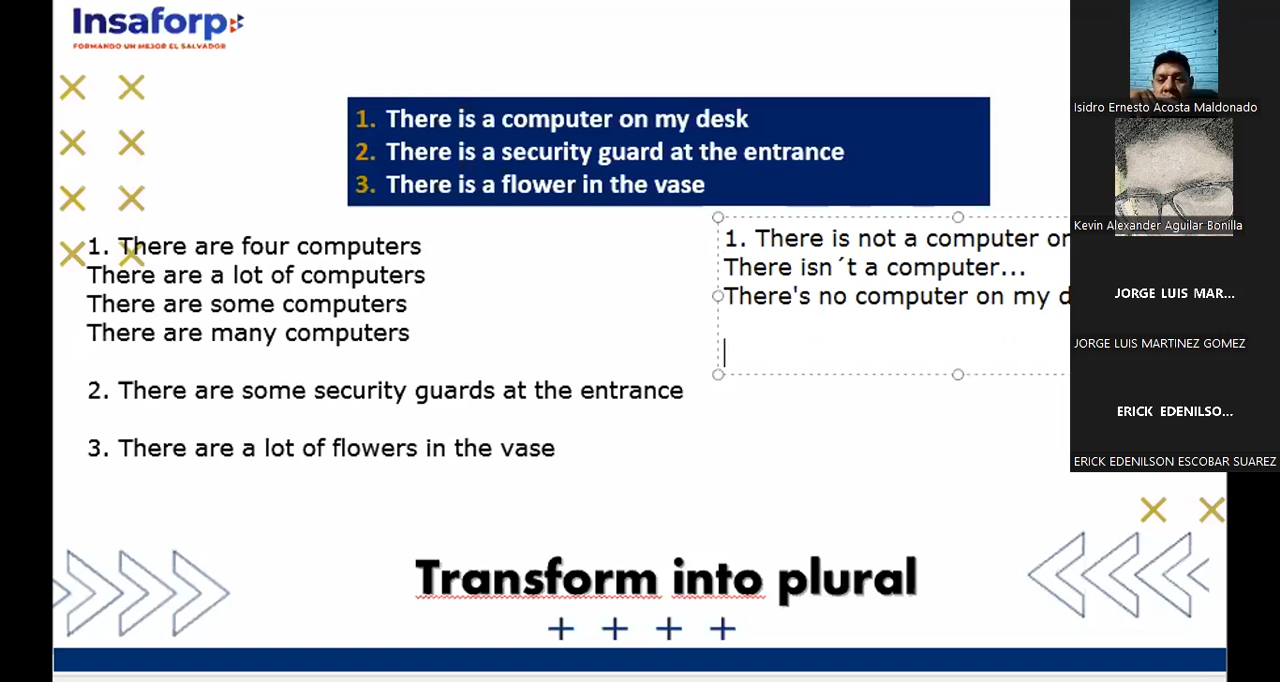 Insaforp
FORMANDO UN MEJOR EL SALVADOR
1. There is a computer on my desk
2. There is a security guard at the entrance
3. There is a flower in the vase
1. There are four computers
There are a lot of computers
There are some computers
There are many computers
2. There are some security guards at the entrance
3. There are a lot of flowers in the vase
1. There is not a computer on
There isn´t a computer...
There's no computer on my d
Transform into plural
Isidro Ernesto Acosta Maldonado
Kevin Alexander Aguilar Bonilla
JORGE LUIS MAR...
JORGE LUIS MARTINEZ GOMEZ
ERICK EDENILSO...
ERICK EDENILSON ESCOBAR SUAREZ